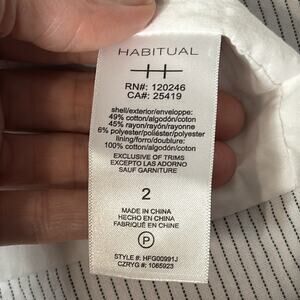 HABITUAL
RN#: 120246
CA#: 25419
shell/extérieur/enveloppe:
49% cotton/algodón/coton
45% rayon/rayón/rayonne
6% polyester/poliéster/polyester
lining/forro/doublure:
100% cotton/algodón/coton
EXCLUSIVE OF TRIMS
EXCEPTO LAS ADORNO
SAUF GARNITURE
2
MADE IN CHINA
HECHO EN CHINA
FABRIQUÉ EN CHINE
P
STYLE #: HFG00991J
CZRYG #: 1065923